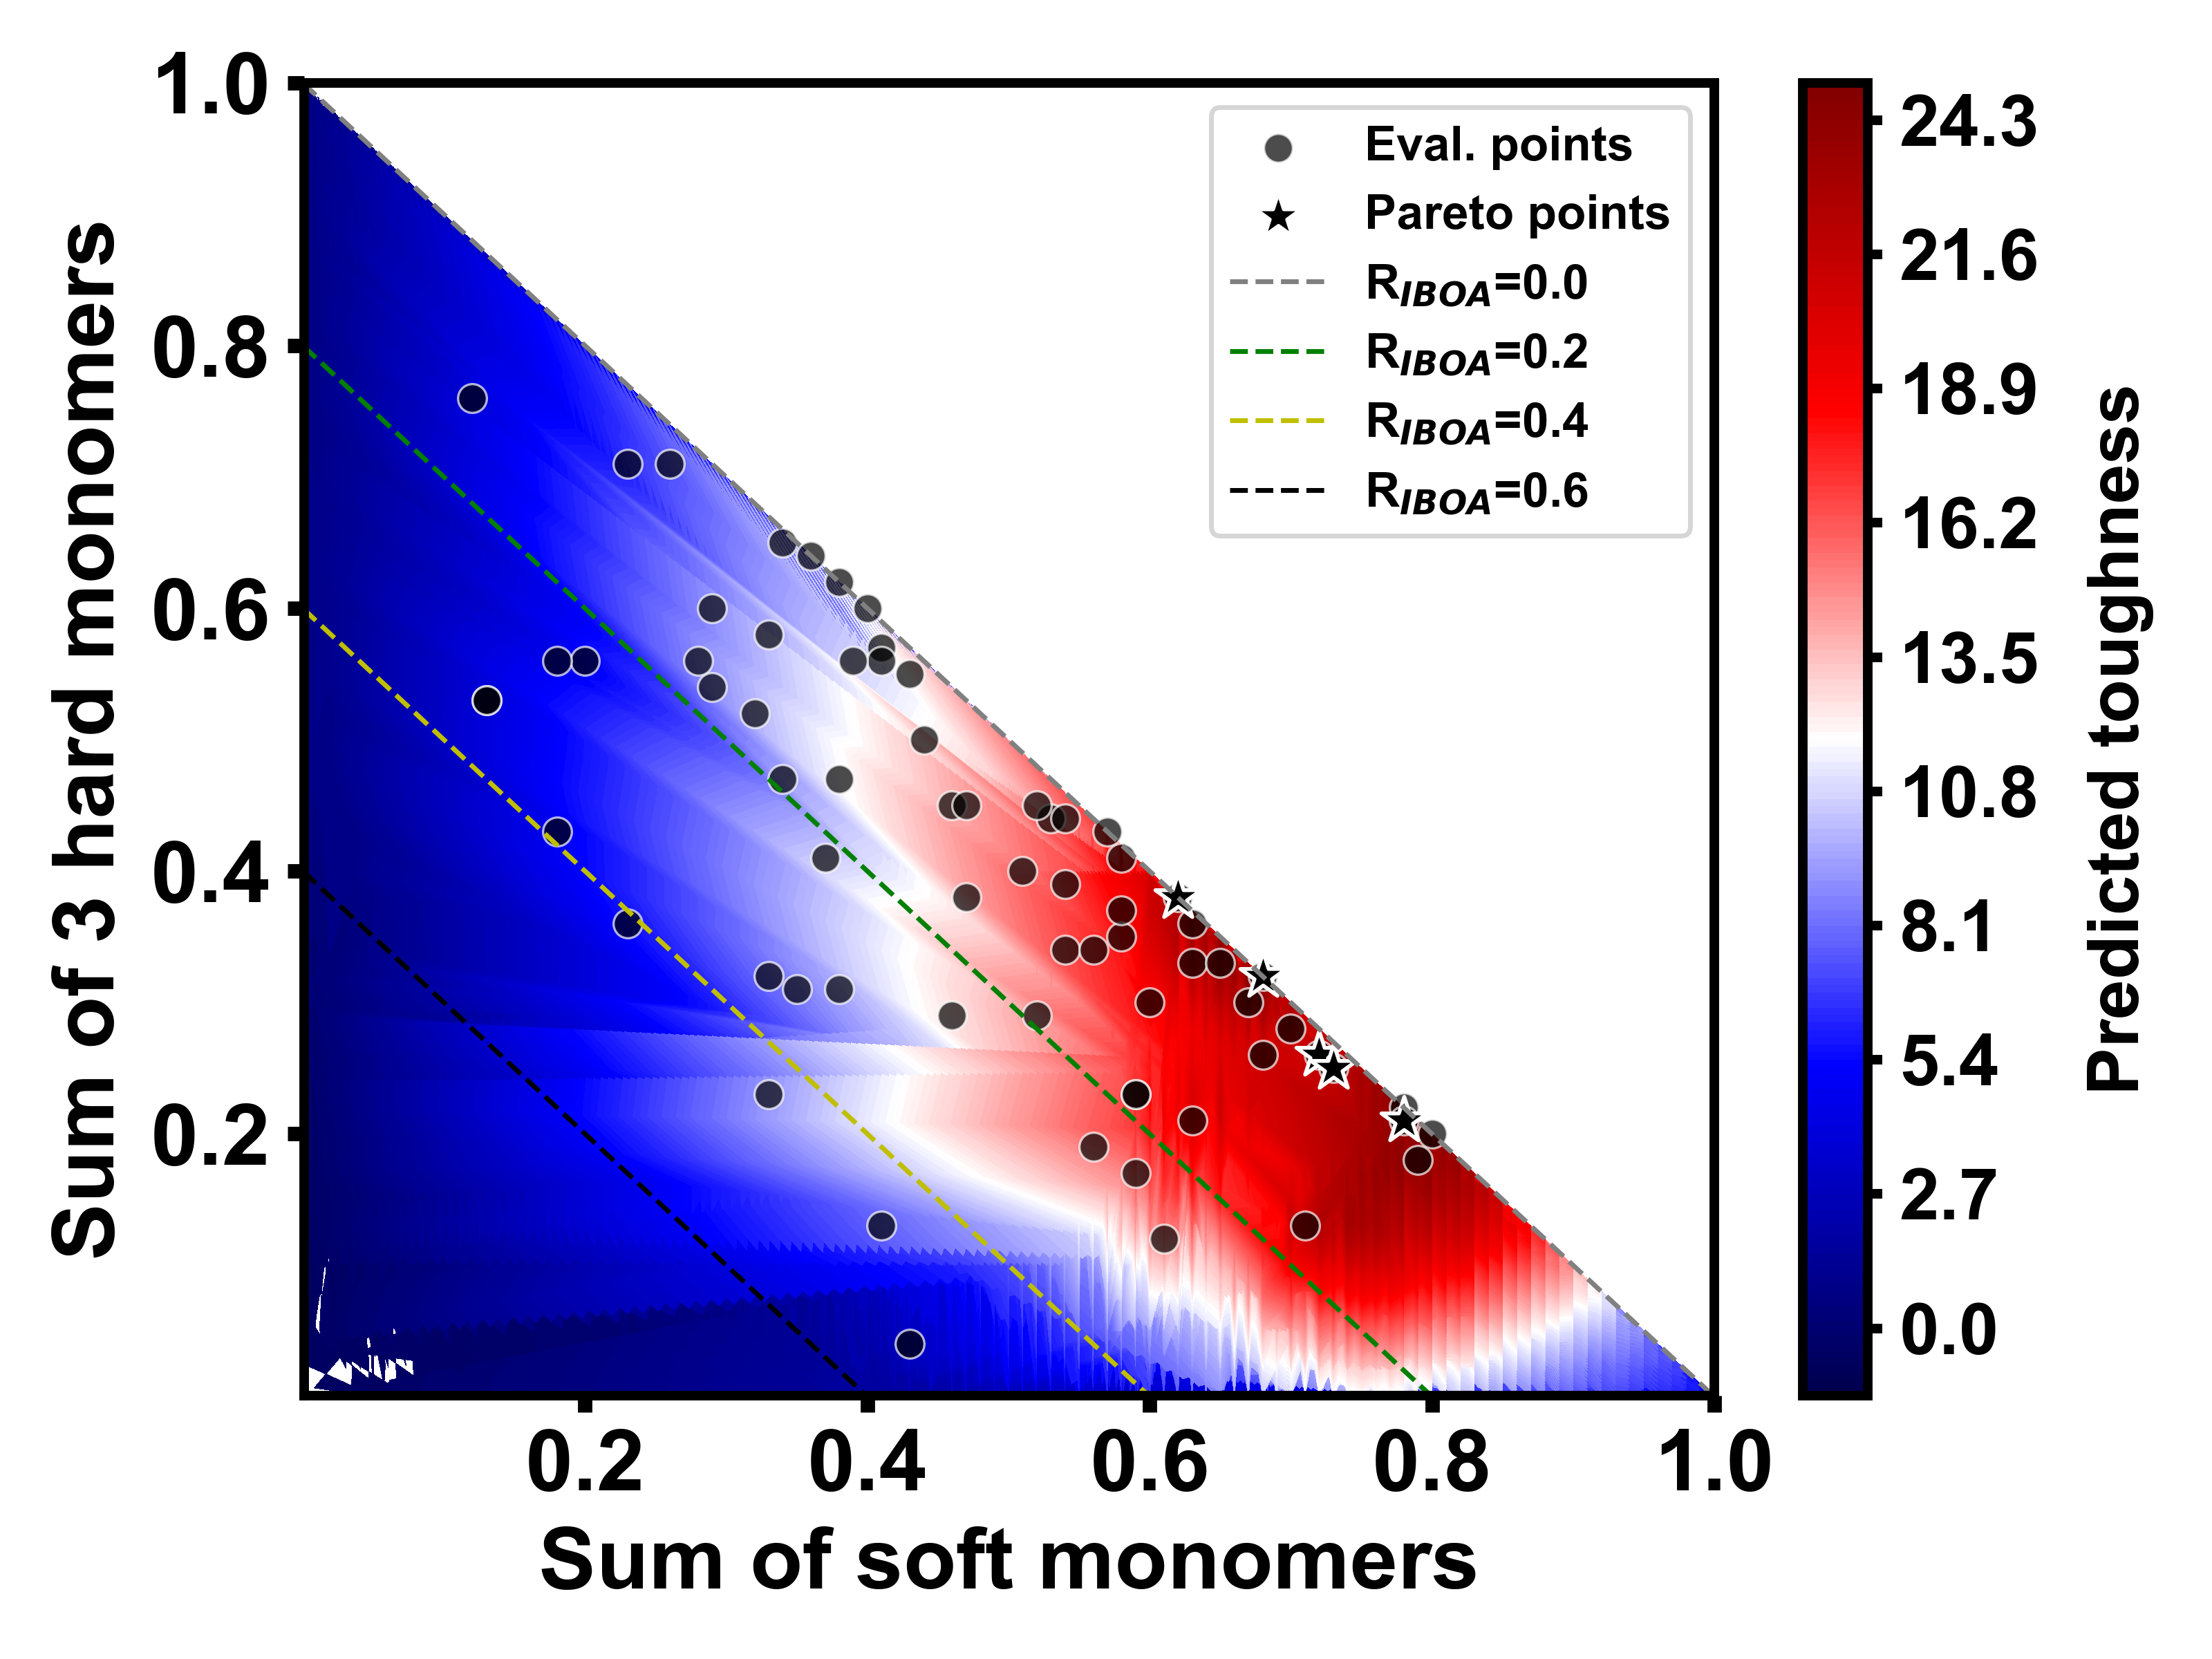 1.0
0.8
0.6
0.4
0.2
Sum of 3 hard monomers
0.2
0.4
0.6
0.8
1.0
Sum of soft monomers
Eval. points
Pareto points
R_IBOA=0.0
R_IBOA=0.2
R_IBOA=0.4
R_IBOA=0.6
24.3
21.6
18.9
16.2
13.5
10.8
8.1
5.4
2.7
0.0
Predicted toughness